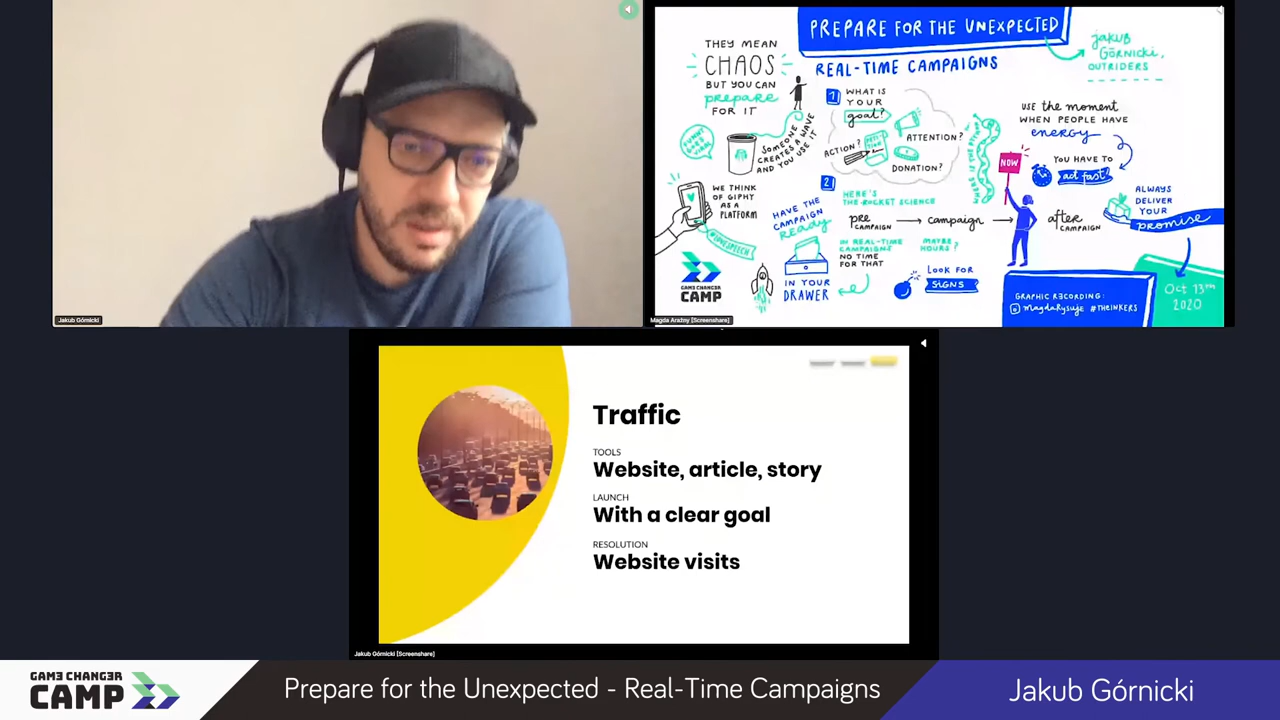 Jakub Górnicki
PREPARE FOR THE UNEXPECTED
REAL-TIME CAMPAIGNS
jakub
GÓRNICKI,
OUTRIDERS
THEY MEAN
CHAOS
BUT YOU CAN
prepare
FOR IT
SOMEONE
CREATES A WAVE
AND YOU USE IT
WE THINK
OF GIPHY
AS A
PLATFORM
GAME CHANGER
CAMP
1)
WHAT IS
YOUR
goal?
ACTION?
ATTENTION?
DONATION?
2)
HERE'S
THE ROCKET SCIENCE
HAVE THE
CAMPAIGN
READY
IN YOUR
DRAWER
PRE
CAMPAIGN
campaign
after
CAMPAIGN
IN REAL-TIME
CAMPAIGNS
NO TIME
FOR THAT
MAYBE
HOURS?
LOOK FOR
SIGNS
NOW
USE the moment
WHEN PEOPLE HAVE
energy
YOU HAVE TO
act fast!
ALWAYS
DELIVER
YOUR
promise
Oct 13TH
2020
GRAPHIC RECORDING:
magdaRysuje #THEINKERS
Magda Arażny [Screenshare]
Traffic
TOOLS
Website, article, story
LAUNCH
With a clear goal
RESOLUTION
Website visits
Jakub Górnicki [Screenshare]
GAME CHANGER
CAMP
Prepare for the Unexpected - Real-Time Campaigns
Jakub Górnicki